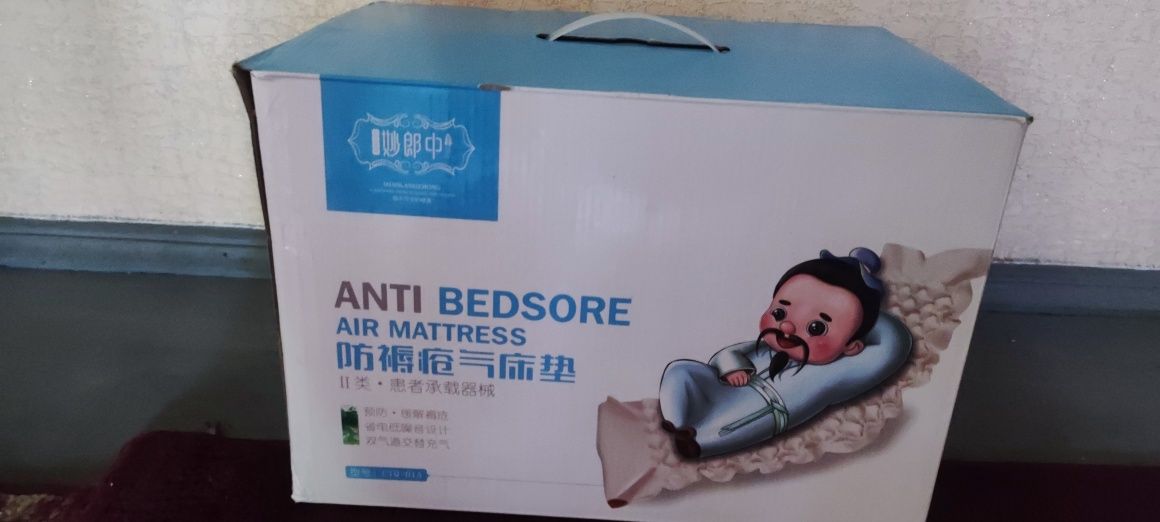 妙郎中
ANTI BEDSORE
AIR MATTRESS
防褥疮气床垫
II类·患者承载器械
预防·缓解褥疮
省电低噪音设计
双气道交替充气